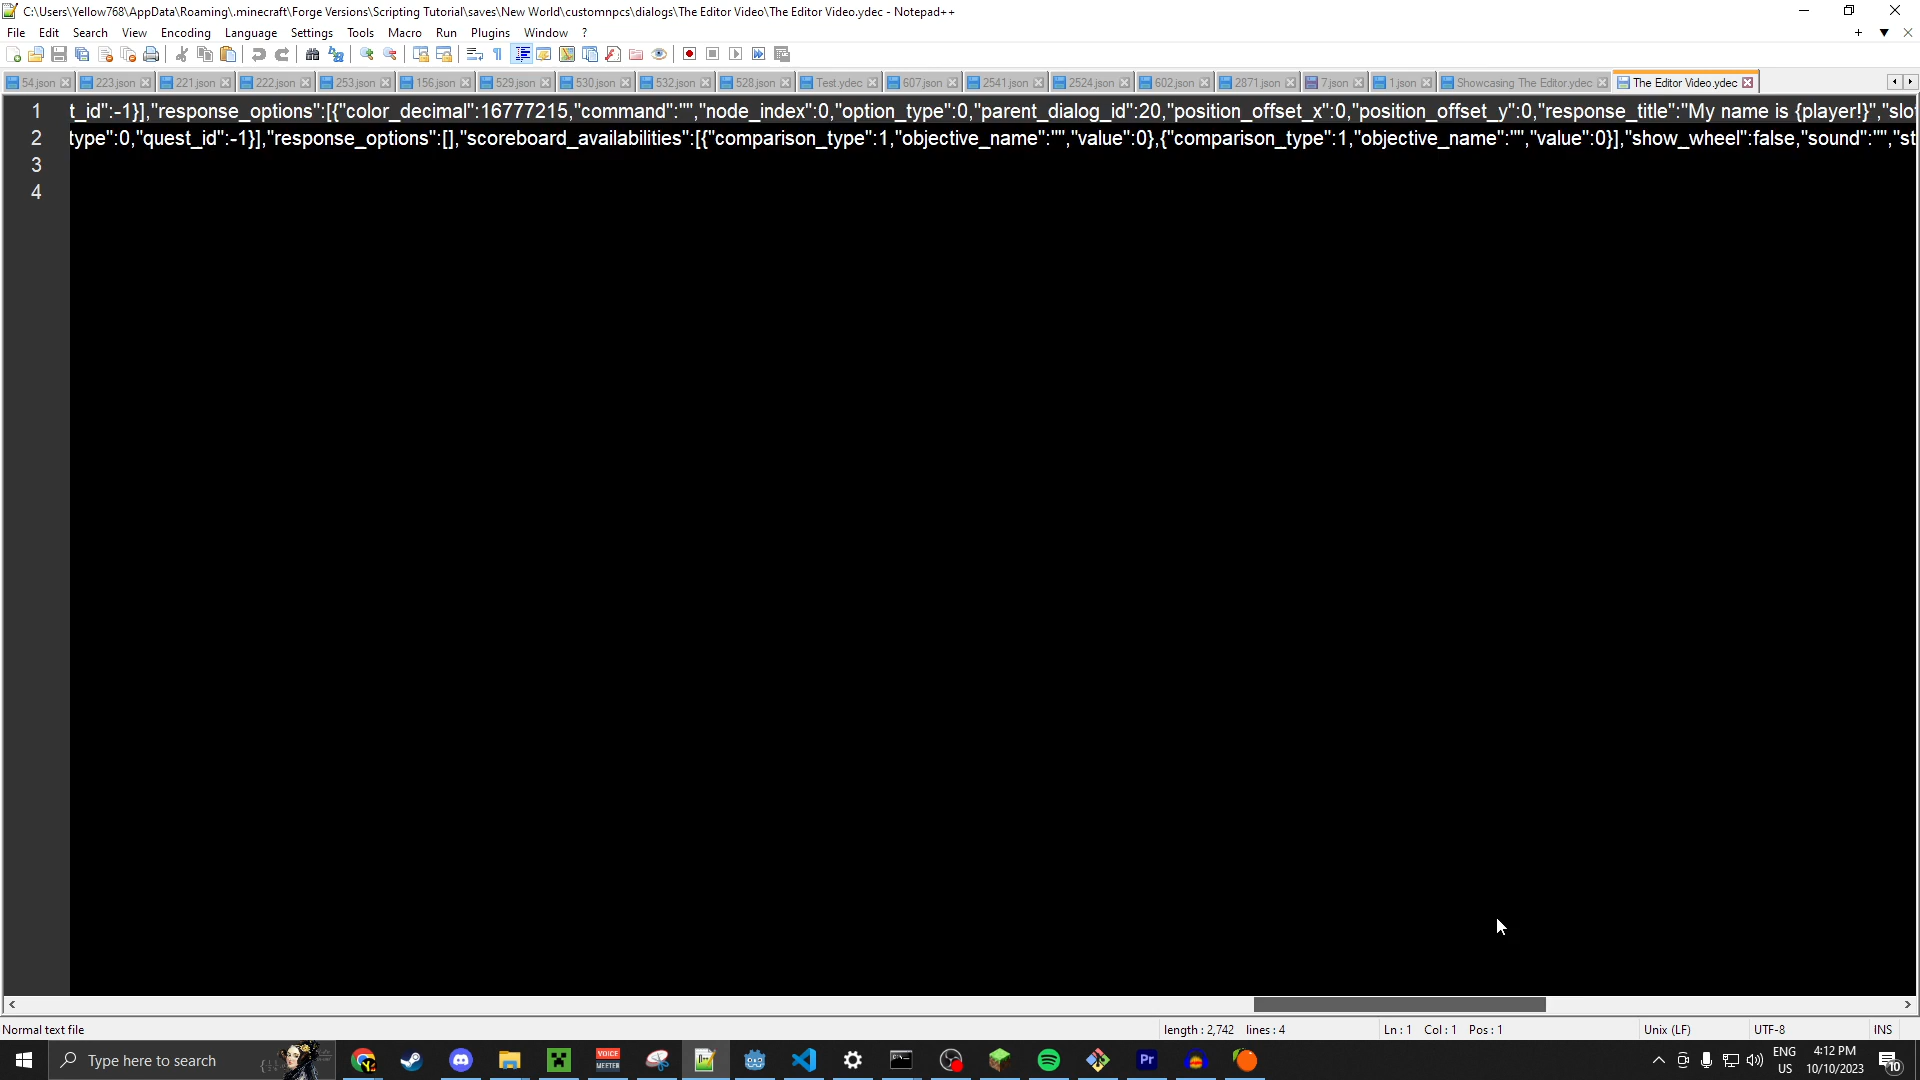 C:\Users\Yellow768\AppData\Roaming\.minecraft\Forge Versions\Scripting Tutorial\saves\New World\customnpcs\dialogs\The Editor Video\The Editor Video.ydec - Notepad++
File Edit Search View Encoding Language Settings Tools Macro Run Plugins Window ?
54.json 223.json 221.json 222.json 253.json 156.json 529.json 530.json 532.json 528.json Test.ydec 607.json 2541.json 2524.json 602.json 2871.json 7.json 1.json Showcasing The Editor.ydec The Editor Video.ydec
1 t_id":-1}],"response_options":[{"color_decimal":16777215,"command":"","node_index":0,"option_type":0,"parent_dialog_id":20,"position_offset_x":0,"position_offset_y":0,"response_title":"My name is {player!}","slo
2 type":0,"quest_id":-1}],"response_options":[],"scoreboard_availabilities":[{"comparison_type":1,"objective_name":"","value":0},{"comparison_type":1,"objective_name":"","value":0}],"show_wheel":false,"sound":"","st
3
4
Normal text file length : 2,742 lines : 4 Ln : 1 Col : 1 Pos : 1 Unix (LF) UTF-8 INS
Type here to search
VOICE
MEETER
Pr
ENG
US
4:12 PM
10/10/2023
10